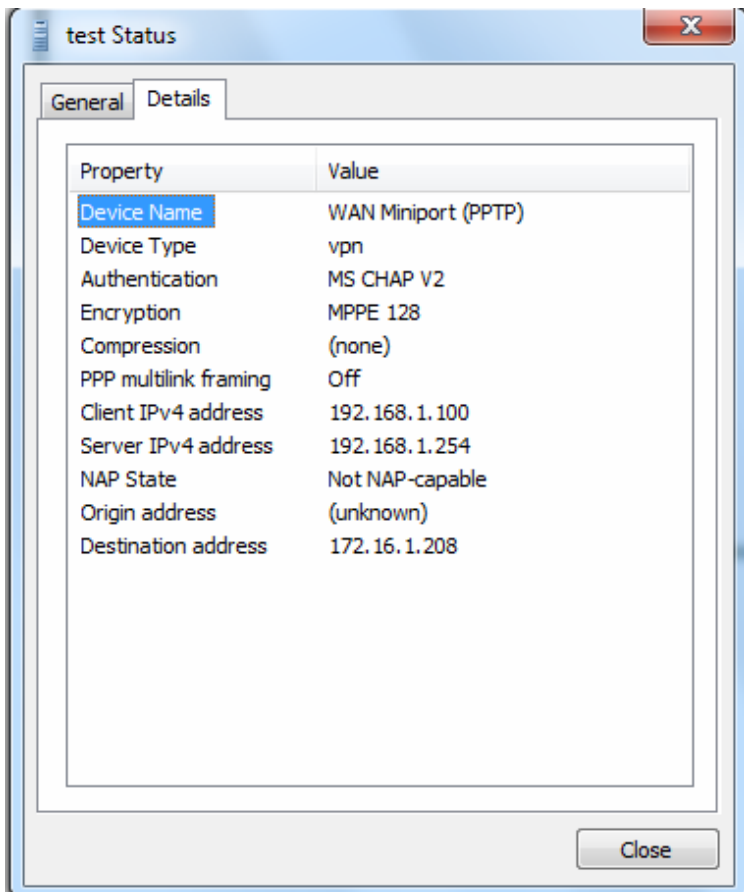 test Status
General Details
Property Value
Device Name WAN Miniport (PPTP)
Device Type vpn
Authentication MS CHAP V2
Encryption MPPE 128
Compression (none)
PPP multilink framing Off
Client IPv4 address 192.168.1.100
Server IPv4 address 192.168.1.254
NAP State Not NAP-capable
Origin address (unknown)
Destination address 172.16.1.208
Close